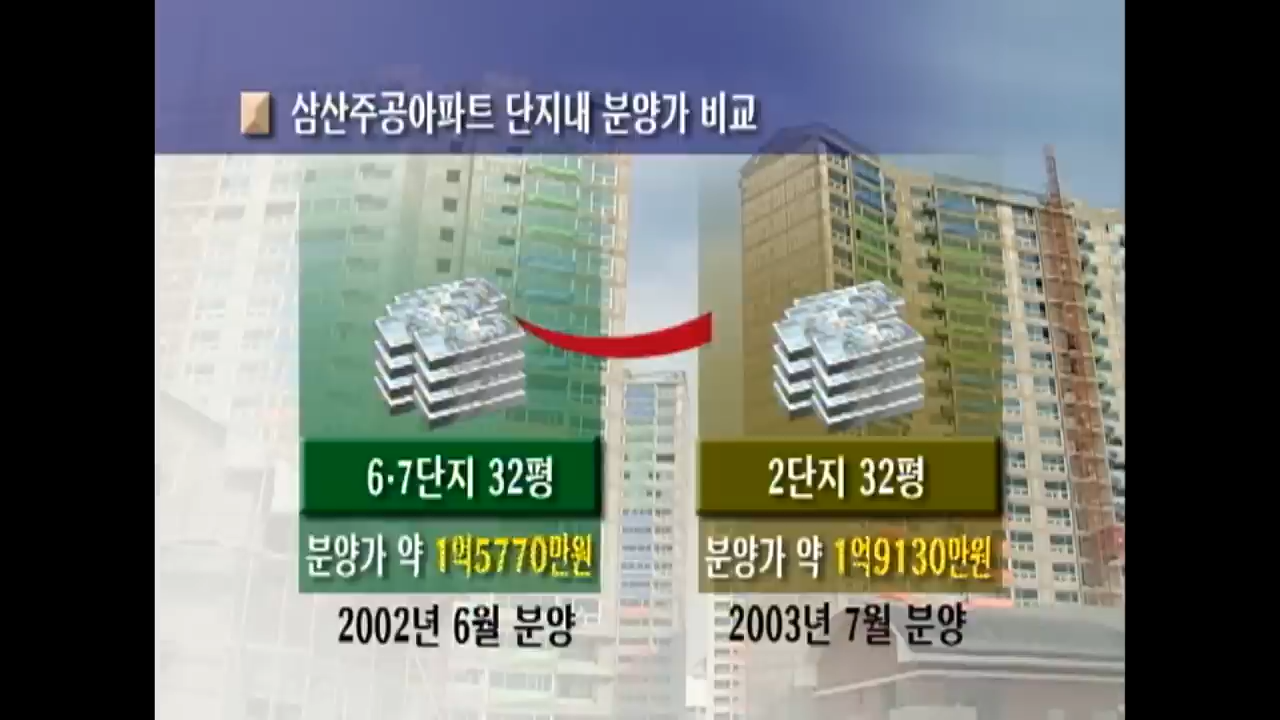 삼산주공아파트 단지내 분양가 비교
6·7단지 32평
분양가 약 1억5770만원
2002년 6월 분양
2단지 32평
분양가 약 1억9130만원
2003년 7월 분양